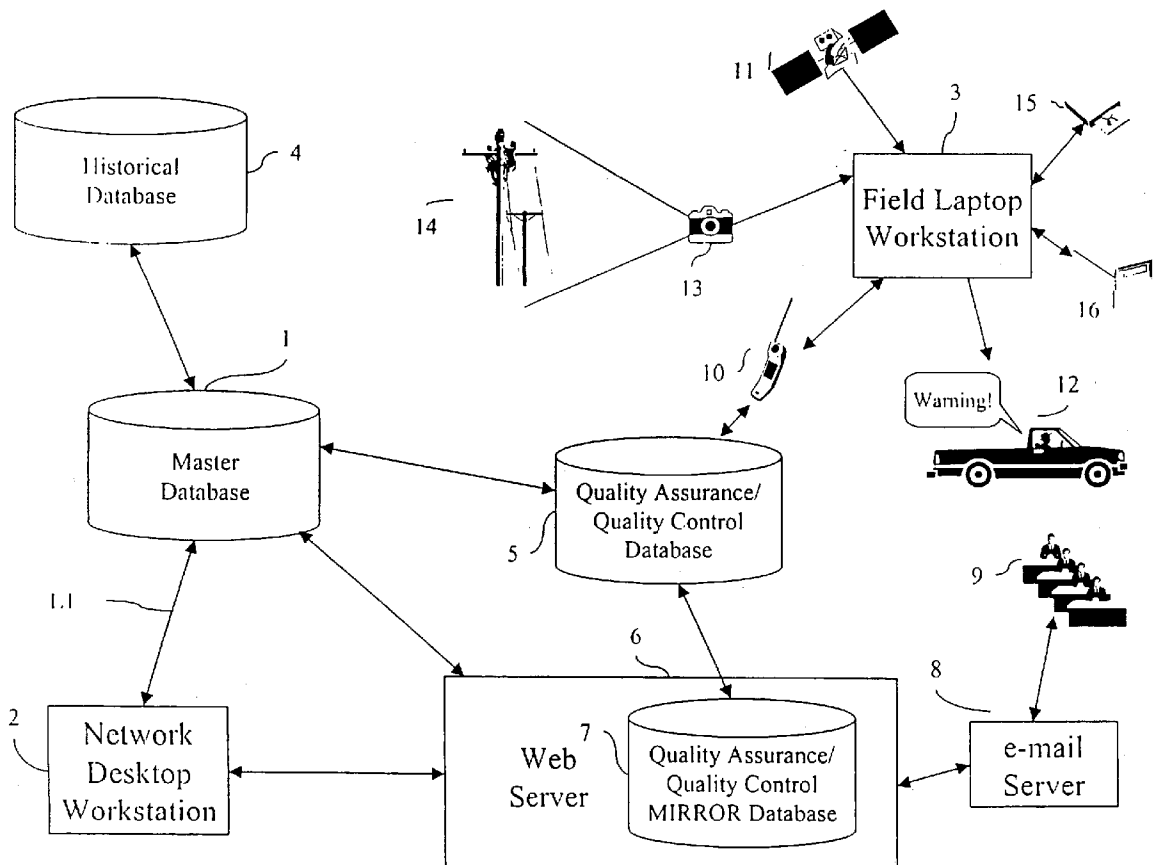 11
3
15
4
Historical
Database
14
Field Laptop
Workstation
13
16
1
10
12
Warning!
Master
Database
Quality Assurance/
Quality Control
Database
5
9
L1
6
8
2
Network
Desktop
Workstation
7
Web
Server
Quality Assurance/
Quality Control
MIRROR Database
e-mail
Server